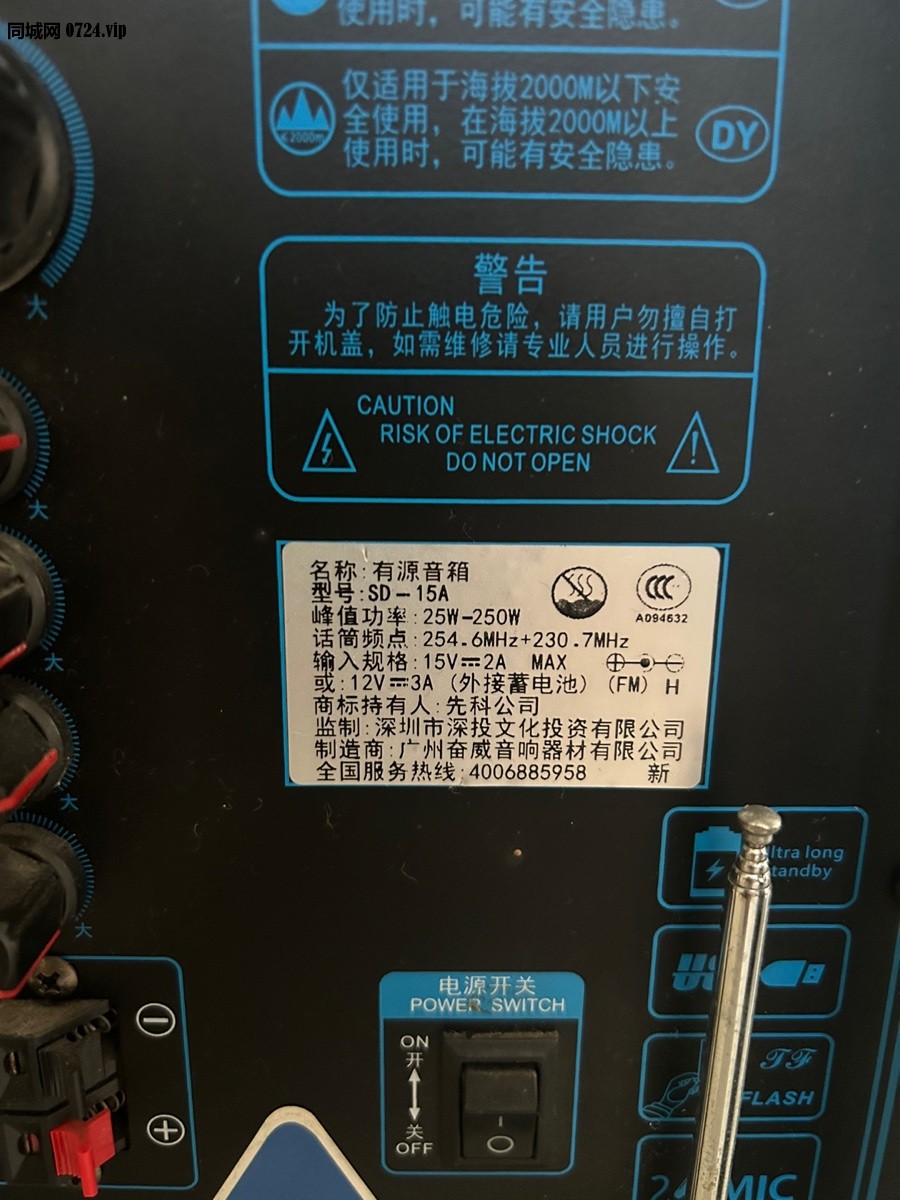 同城网 0724.vip
使用时，可能有安全隐患。
仅适用于海拔2000M以下安
全使用，在海拔2000M以上
使用时，可能有安全隐患。
≤2000m
DY
警告
为了防止触电危险，请用户勿擅自打
开机盖，如需维修请专业人员进行操作。
CAUTION
RISK OF ELECTRIC SHOCK
DO NOT OPEN
大
大
大
大
大
名称:有源音箱
型号:SD-15A
峰值功率:25W-250W
A094632
话筒频点:254.6MHz+230.7MHz
输入规格:15V⎓2A MAX
或:12V⎓3A (外接蓄电池) (FM) H
商标持有人:先科公司
监制:深圳市深投文化投资有限公司
制造商:广州奋威音响器材有限公司
全国服务热线:4006885958 新
ltra long
tandby
电源开关
POWER SWITCH
ON
开
关
OFF
TF
FLASH
MIC